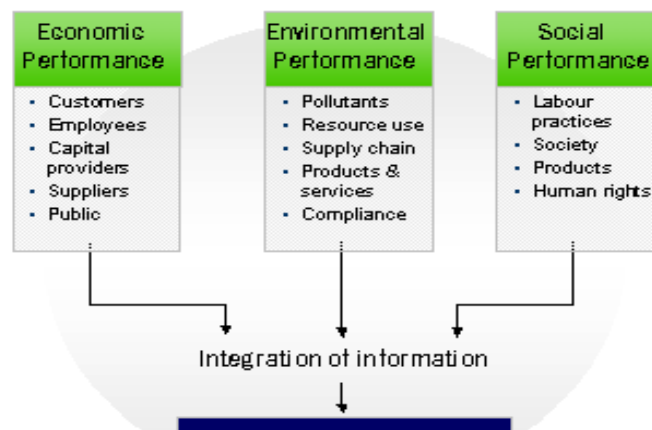 Economic
Performance
Customers
Employees
Capital
providers
Suppliers
Public
Environmental
Performance
Pollutants
Resource use
Supply chain
Products &
services
Compliance
Social
Performance
Labour
practices
Society
Products
Human rights
Integration of information